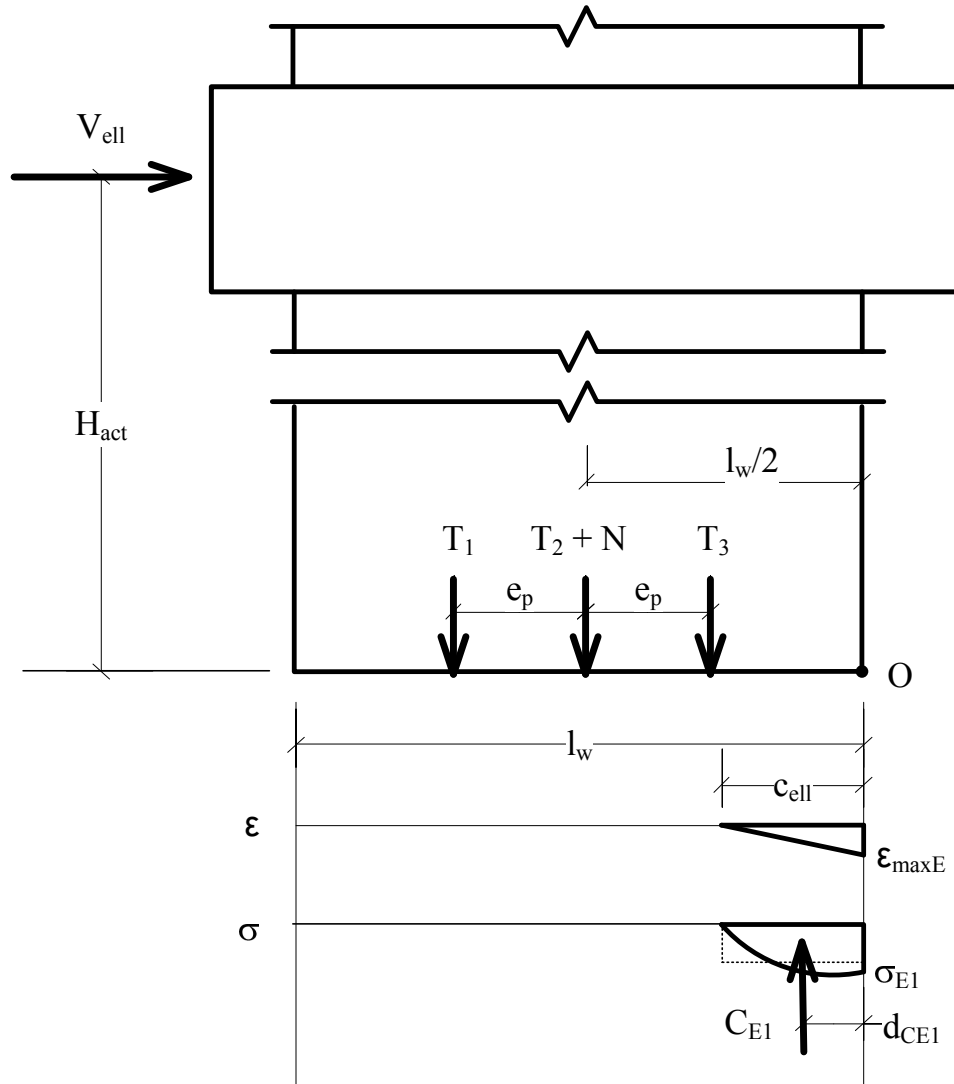 V_ell
H_act
l_w/2
T_1 T_2 + N T_3
e_p e_p
O
l_w
c_ell
ε
ε_maxE
σ
σ_E1
C_E1 d_CE1